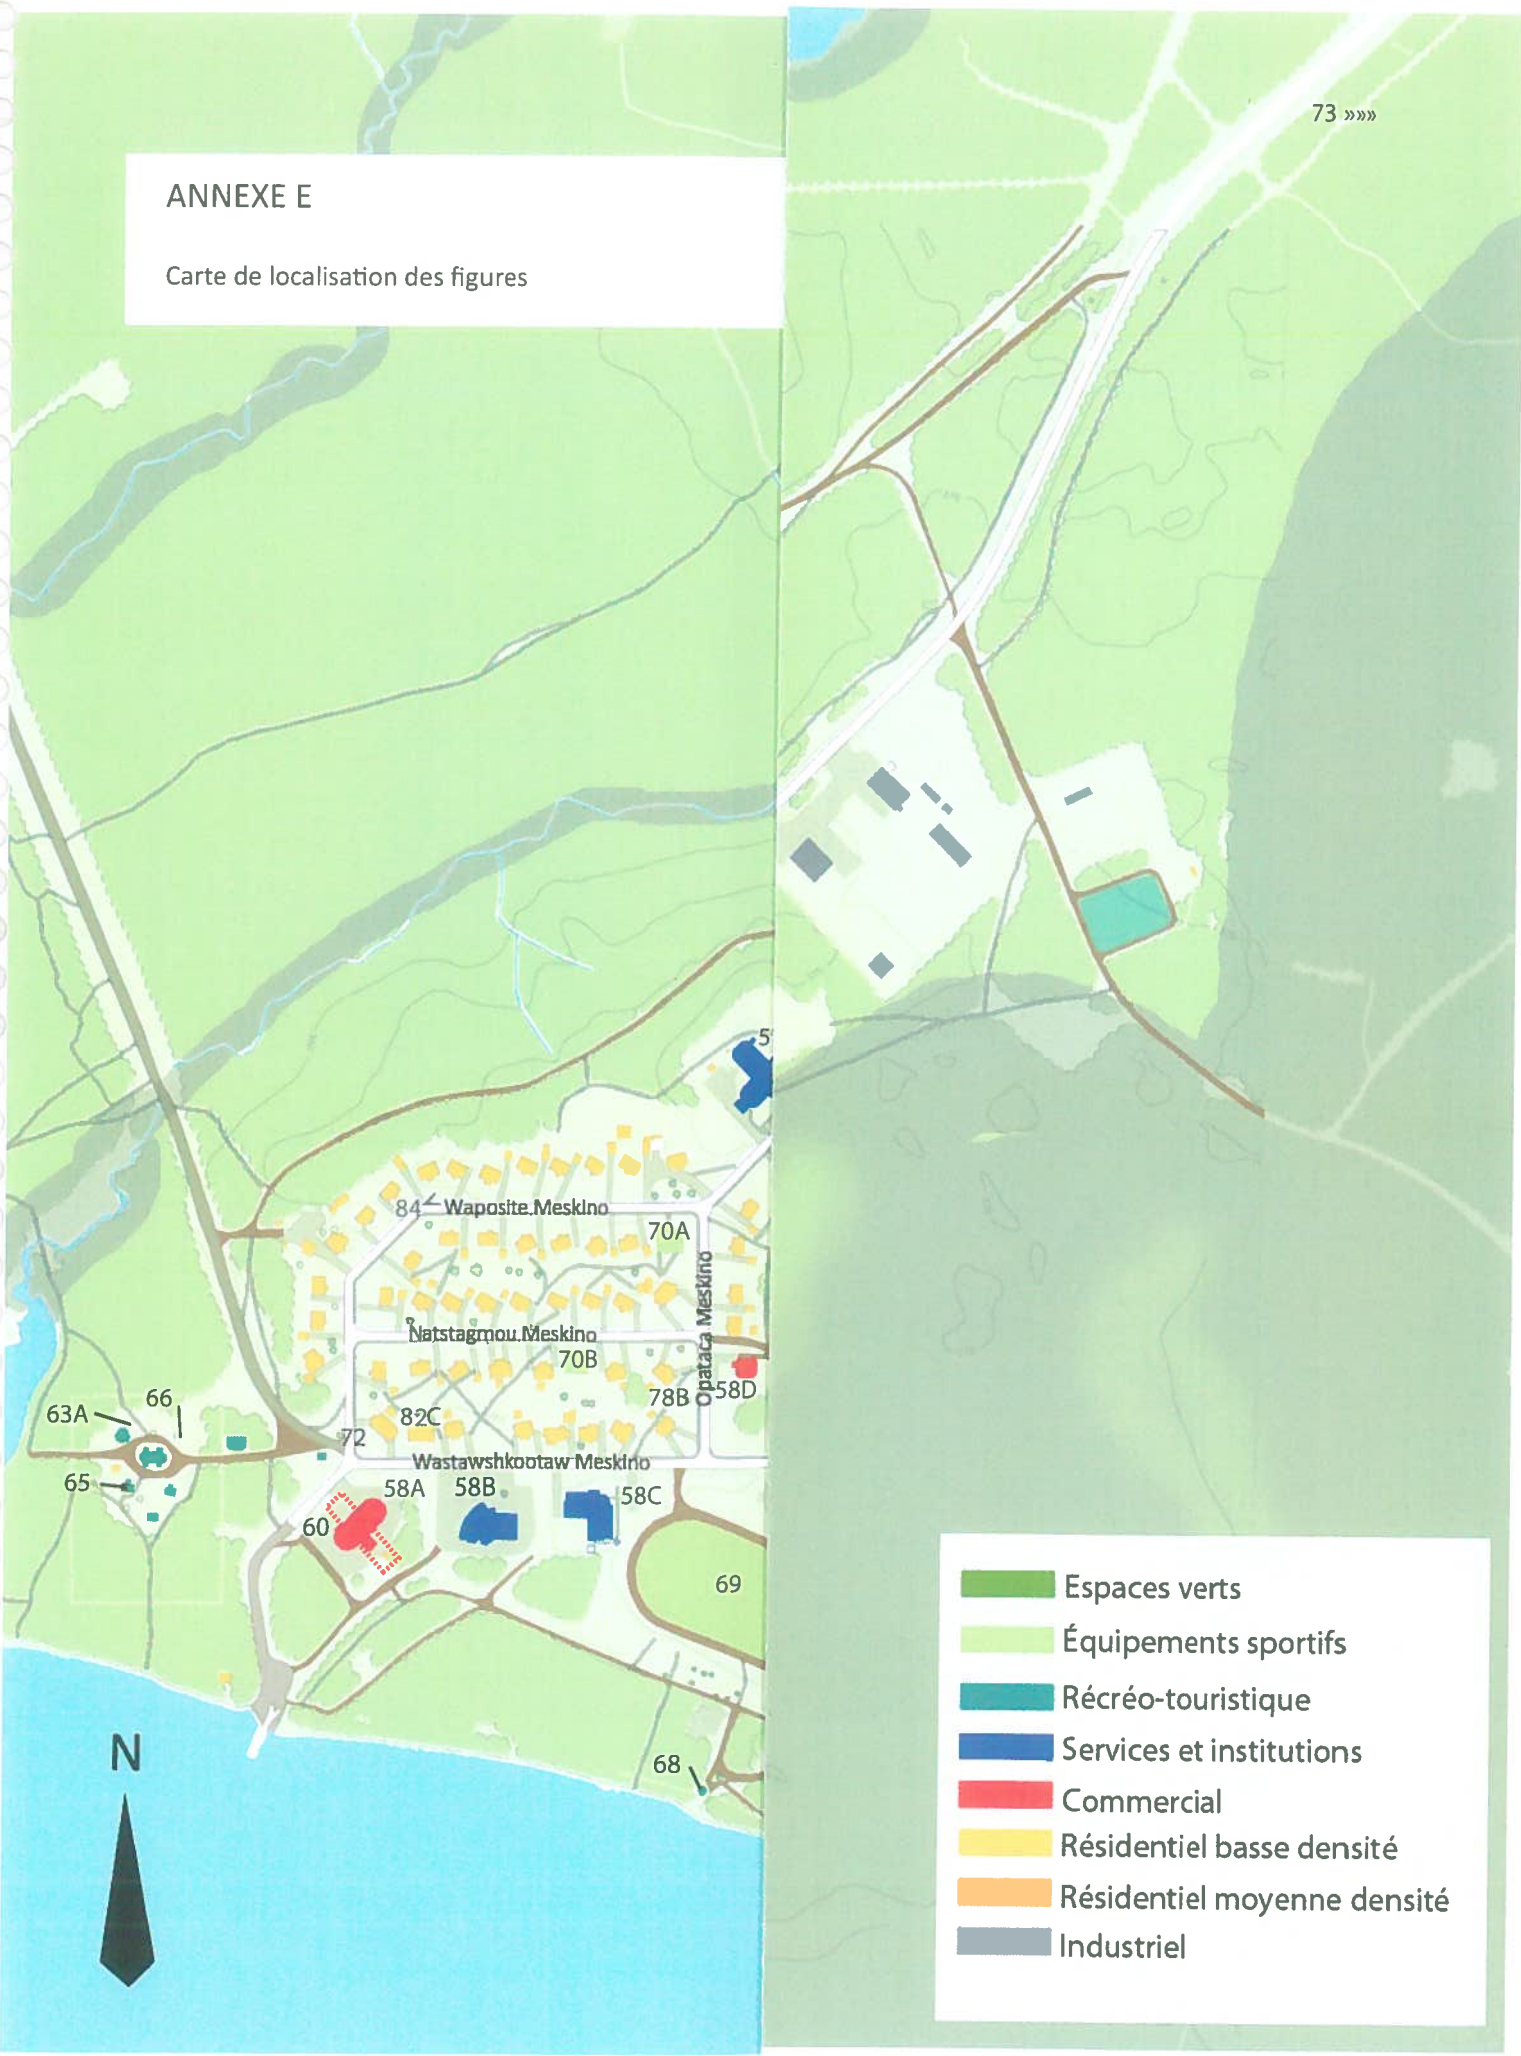 73 »»»
ANNEXE E
Carte de localisation des figures
84
Waposite Meskino
70A
Opataca Meskino
Natstagmou Meskino
70B
78B
58D
66
63A
82C
72
Wastawshkootaw Meskino
65
58A
58B
58C
60
69
68
N
Espaces verts
Équipements sportifs
Récréo-touristique
Services et institutions
Commercial
Résidentiel basse densité
Résidentiel moyenne densité
Industriel